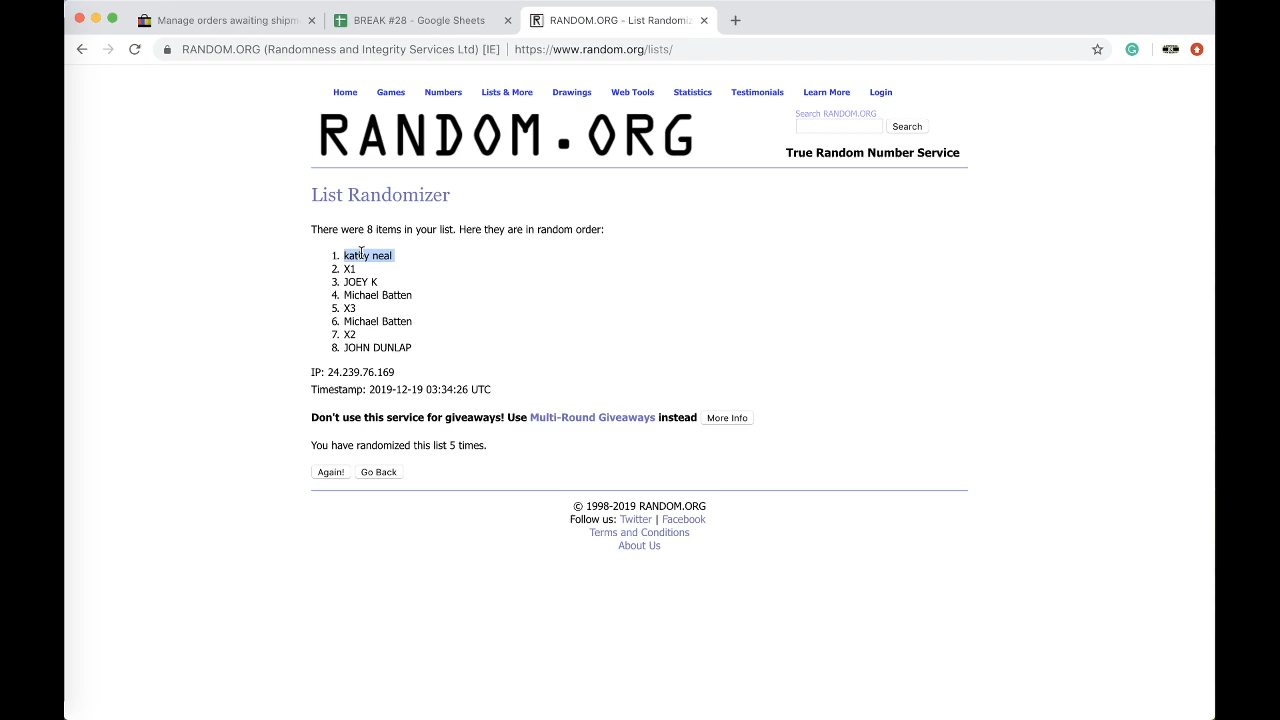 Manage orders awaiting shipm
BREAK #28 - Google Sheets
RANDOM.ORG - List Randomiz
RANDOM.ORG (Randomness and Integrity Services Ltd) [IE] | https://www.random.org/lists/
Home Games Numbers Lists & More Drawings Web Tools Statistics Testimonials Learn More Login
RANDOM.ORG
Search RANDOM.ORG
Search
True Random Number Service
List Randomizer
There were 8 items in your list. Here they are in random order:
1. kathy neal
2. X1
3. JOEY K
4. Michael Batten
5. X3
6. Michael Batten
7. X2
8. JOHN DUNLAP
IP: 24.239.76.169
Timestamp: 2019-12-19 03:34:26 UTC
Don't use this service for giveaways! Use Multi-Round Giveaways instead More Info
You have randomized this list 5 times.
Again! Go Back
© 1998-2019 RANDOM.ORG
Follow us: Twitter | Facebook
Terms and Conditions
About Us